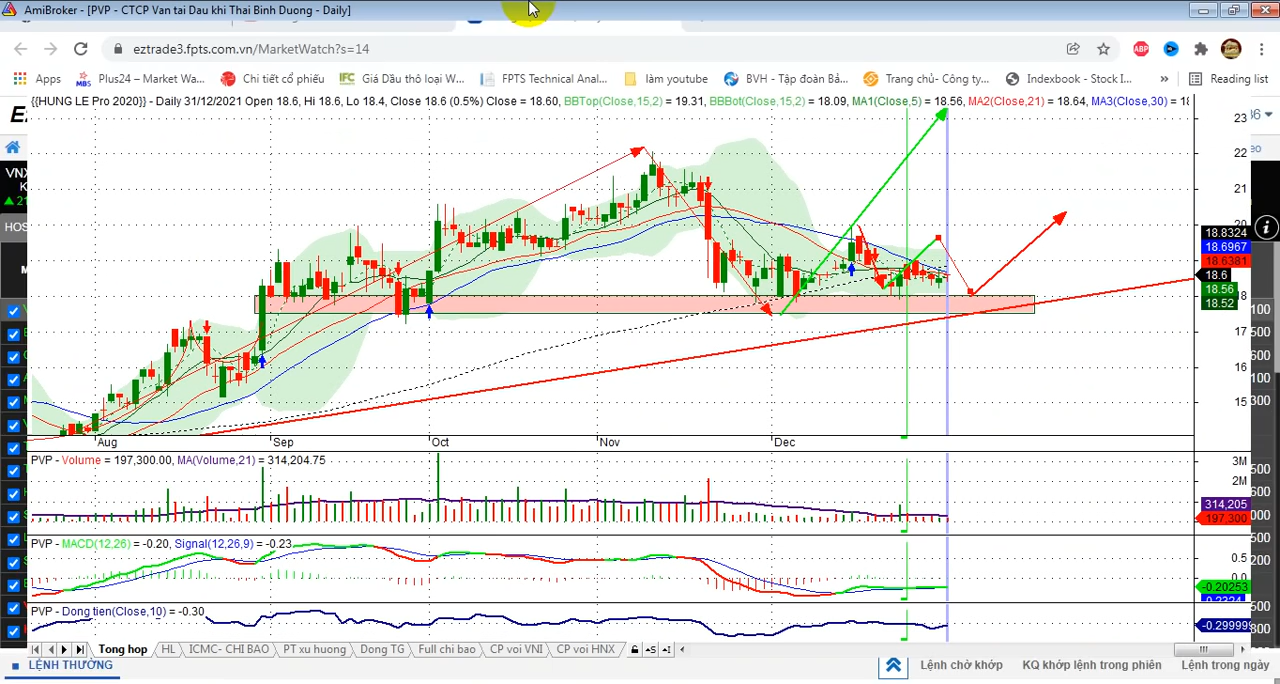 AmiBroker - [PVP - CTCP Van tai Dau khi Thai Binh Duong - Daily]
eztrade3.fpts.com.vn/MarketWatch?s=14
ABP
Apps MBS Plus24 – Market Wa... Chi tiết cổ phiếu IFC Giá Dầu thô loại W... FPTS Technical Anal... làm youtube BVH - Tập đoàn Bả... Trang chủ- Công ty,... Indexbook - Stock I... » Reading list
{{HUNG LE Pro 2020}} - Daily 31/12/2021 Open 18.6, Hi 18.6, Lo 18.4, Close 18.6 (0.5%) Close = 18.60, BBTop(Close,15,2) = 19.31, BBBot(Close,15,2) = 18.09, MA1(Close,5) = 18.56, MA2(Close,21) = 18.64, MA3(Close,30) =
23
22
21
20
18.8324
18.6967
18.6381
18.6
18.56
18
18.52
16
Aug Sep Oct Nov Dec
PVP - Volume = 197,300.00, MA(Volume,21) = 314,204.75
3M
2M
314,205
197,300
PVP - MACD(12,26) = -0.20, Signal(12,26,9) = -0.23
0.5
0.0
-0.20253
PVP - Dong tien(Close,10) = -0.30
-0.299999
Tong hop HL ICMC- CHI BAO PT xu huong Dong TG Full chi bao CP voi VNI CP voi HNX
LỆNH THƯỜNG Lệnh chờ khớp KQ khớp lệnh trong phiên Lệnh trong ngày